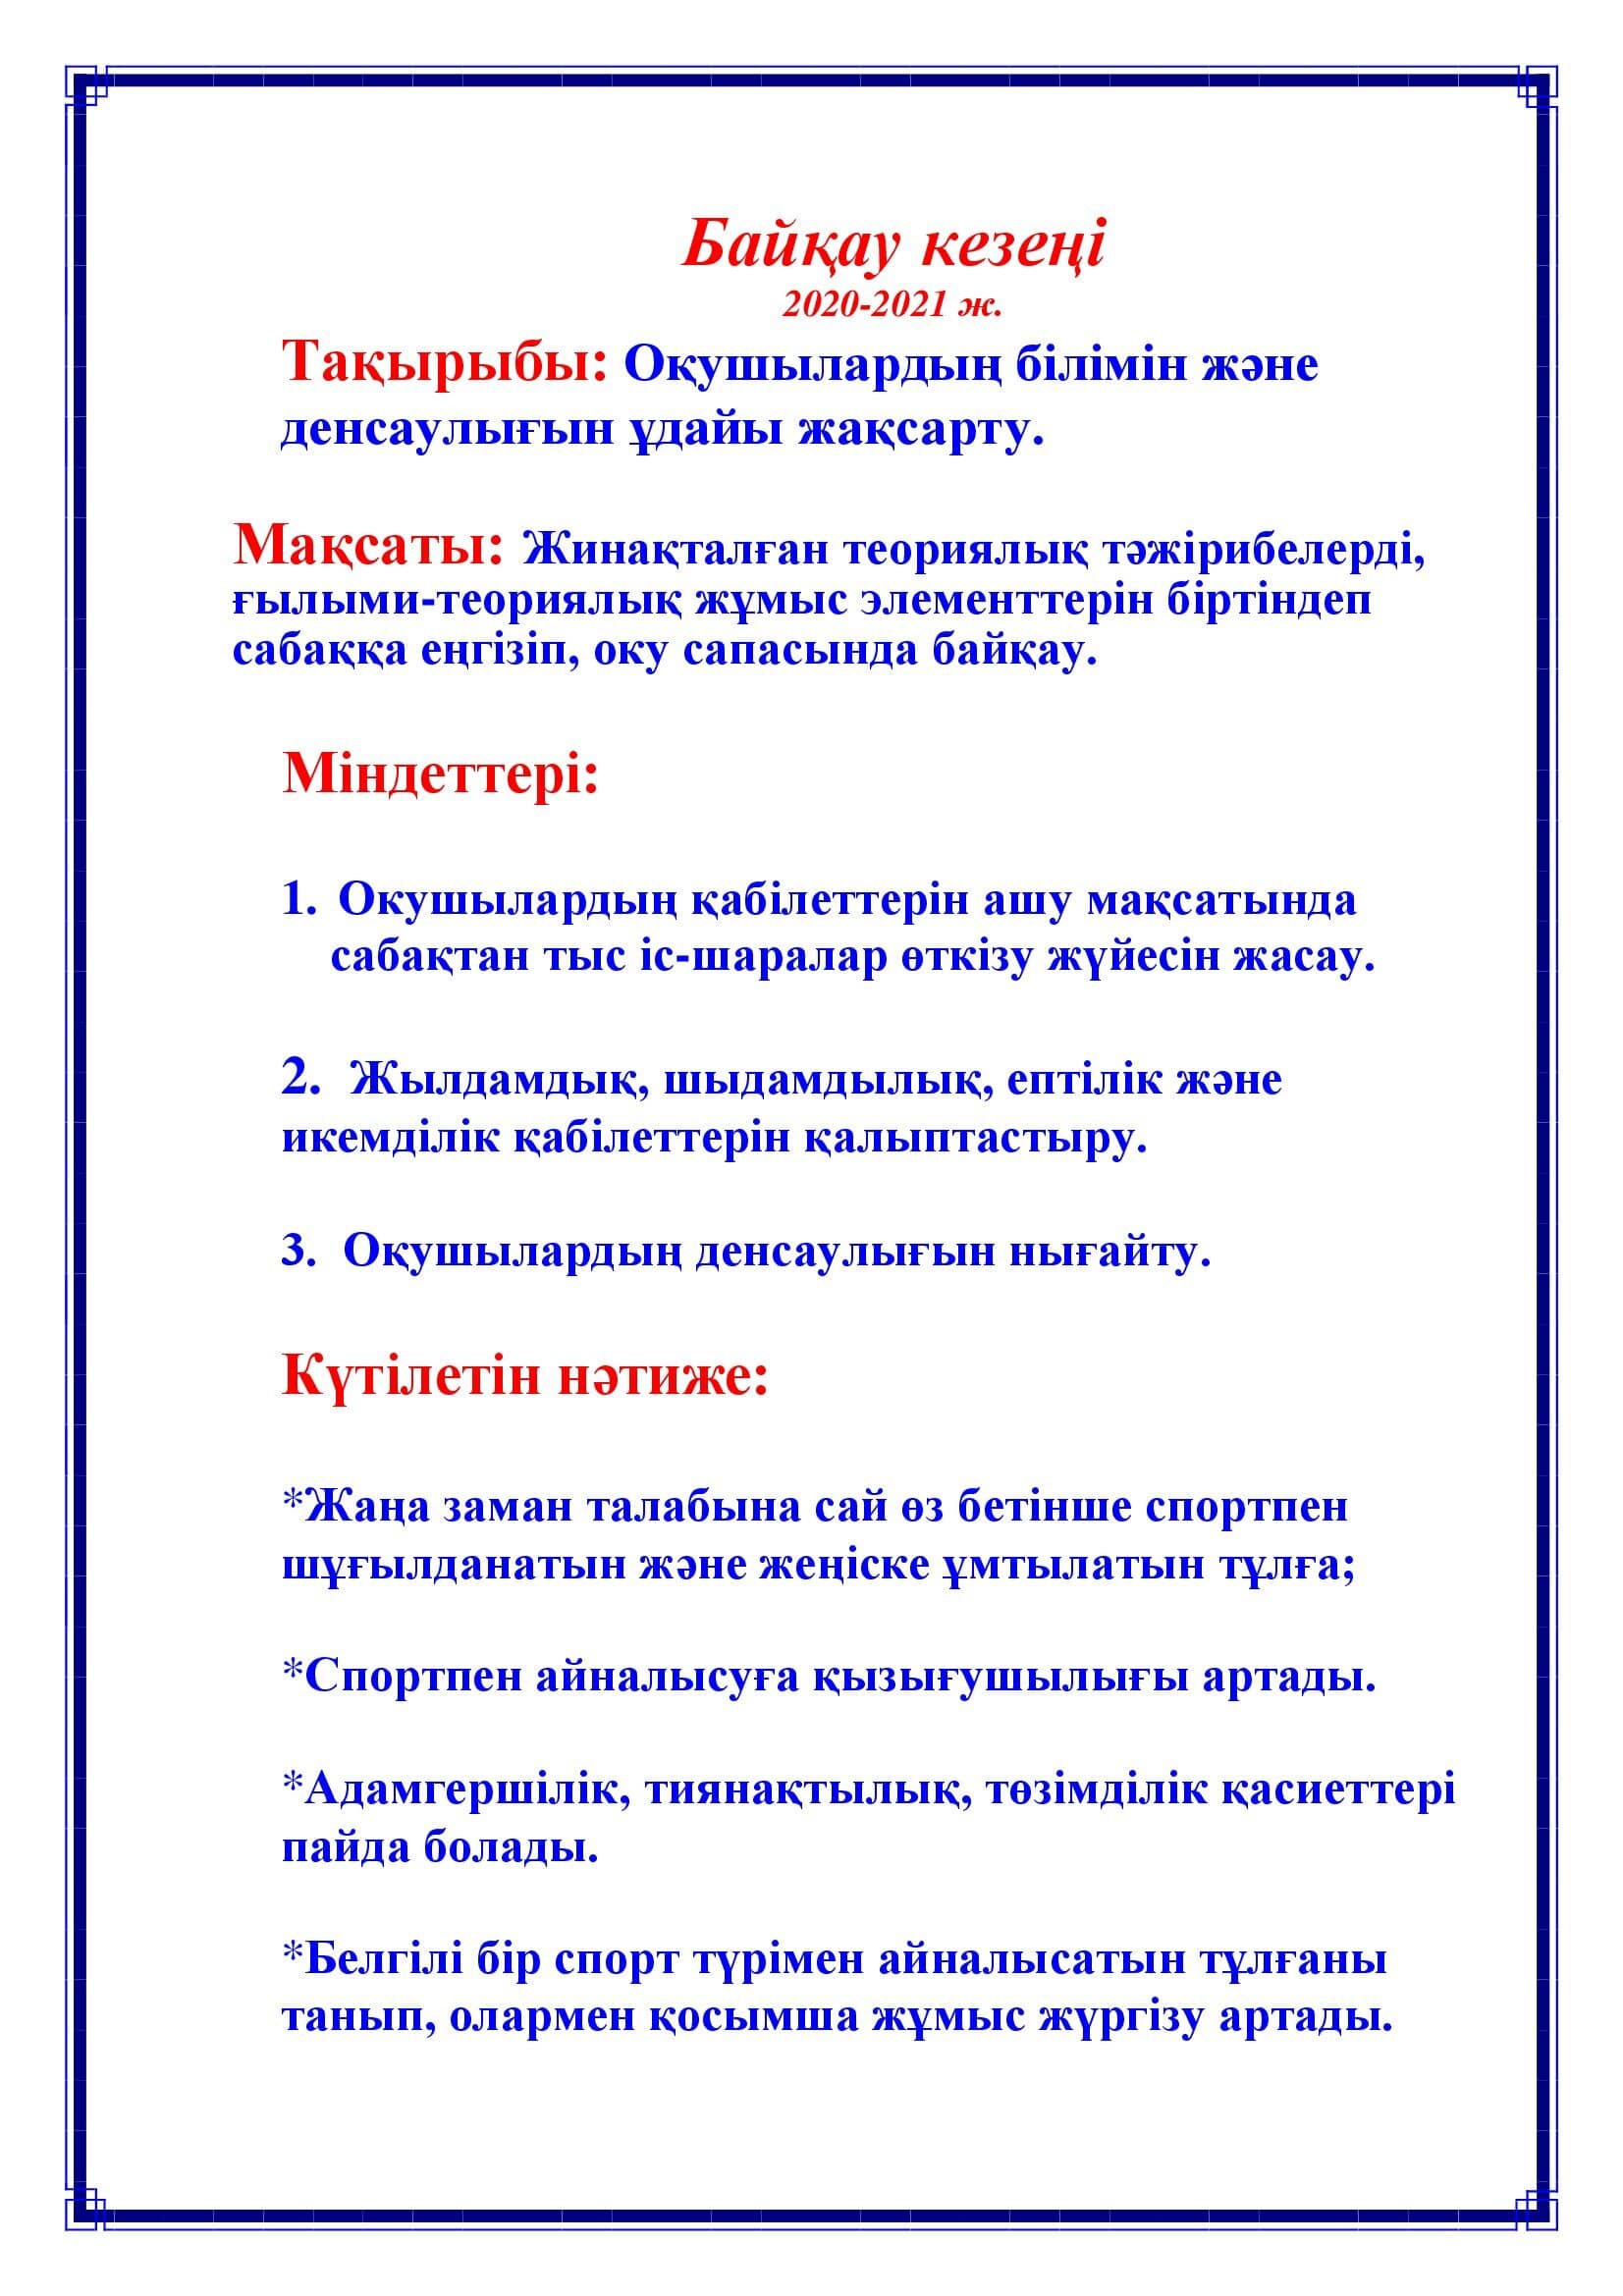 Байқау кезеңі
2020-2021 ж.
Тақырыбы: Оқушылардың білімін және
денсаулығын ұдайы жақсарту.
Мақсаты: Жинақталған теориялық тәжірибелерді,
ғылыми-теориялық жұмыс элементтерін біртіндеп
сабаққа еңгізіп, оку сапасында байқау.
Міндеттері:
1. Окушылардың қабілеттерін ашу мақсатында
сабақтан тыс іс-шаралар өткізу жүйесін жасау.
2. Жылдамдық, шыдамдылық, ептілік және
икемділік қабілеттерін қалыптастыру.
3. Оқушылардың денсаулығын нығайту.
Күтілетін нәтиже:
*Жаңа заман талабына сай өз бетінше спортпен
шұғылданатын және жеңіске ұмтылатын тұлға;
*Спортпен айналысуға қызығушылығы артады.
*Адамгершілік, тиянақтылық, төзімділік қасиеттері
пайда болады.
*Белгілі бір спорт түрімен айналысатын тұлғаны
танып, олармен қосымша жұмыс жүргізу артады.